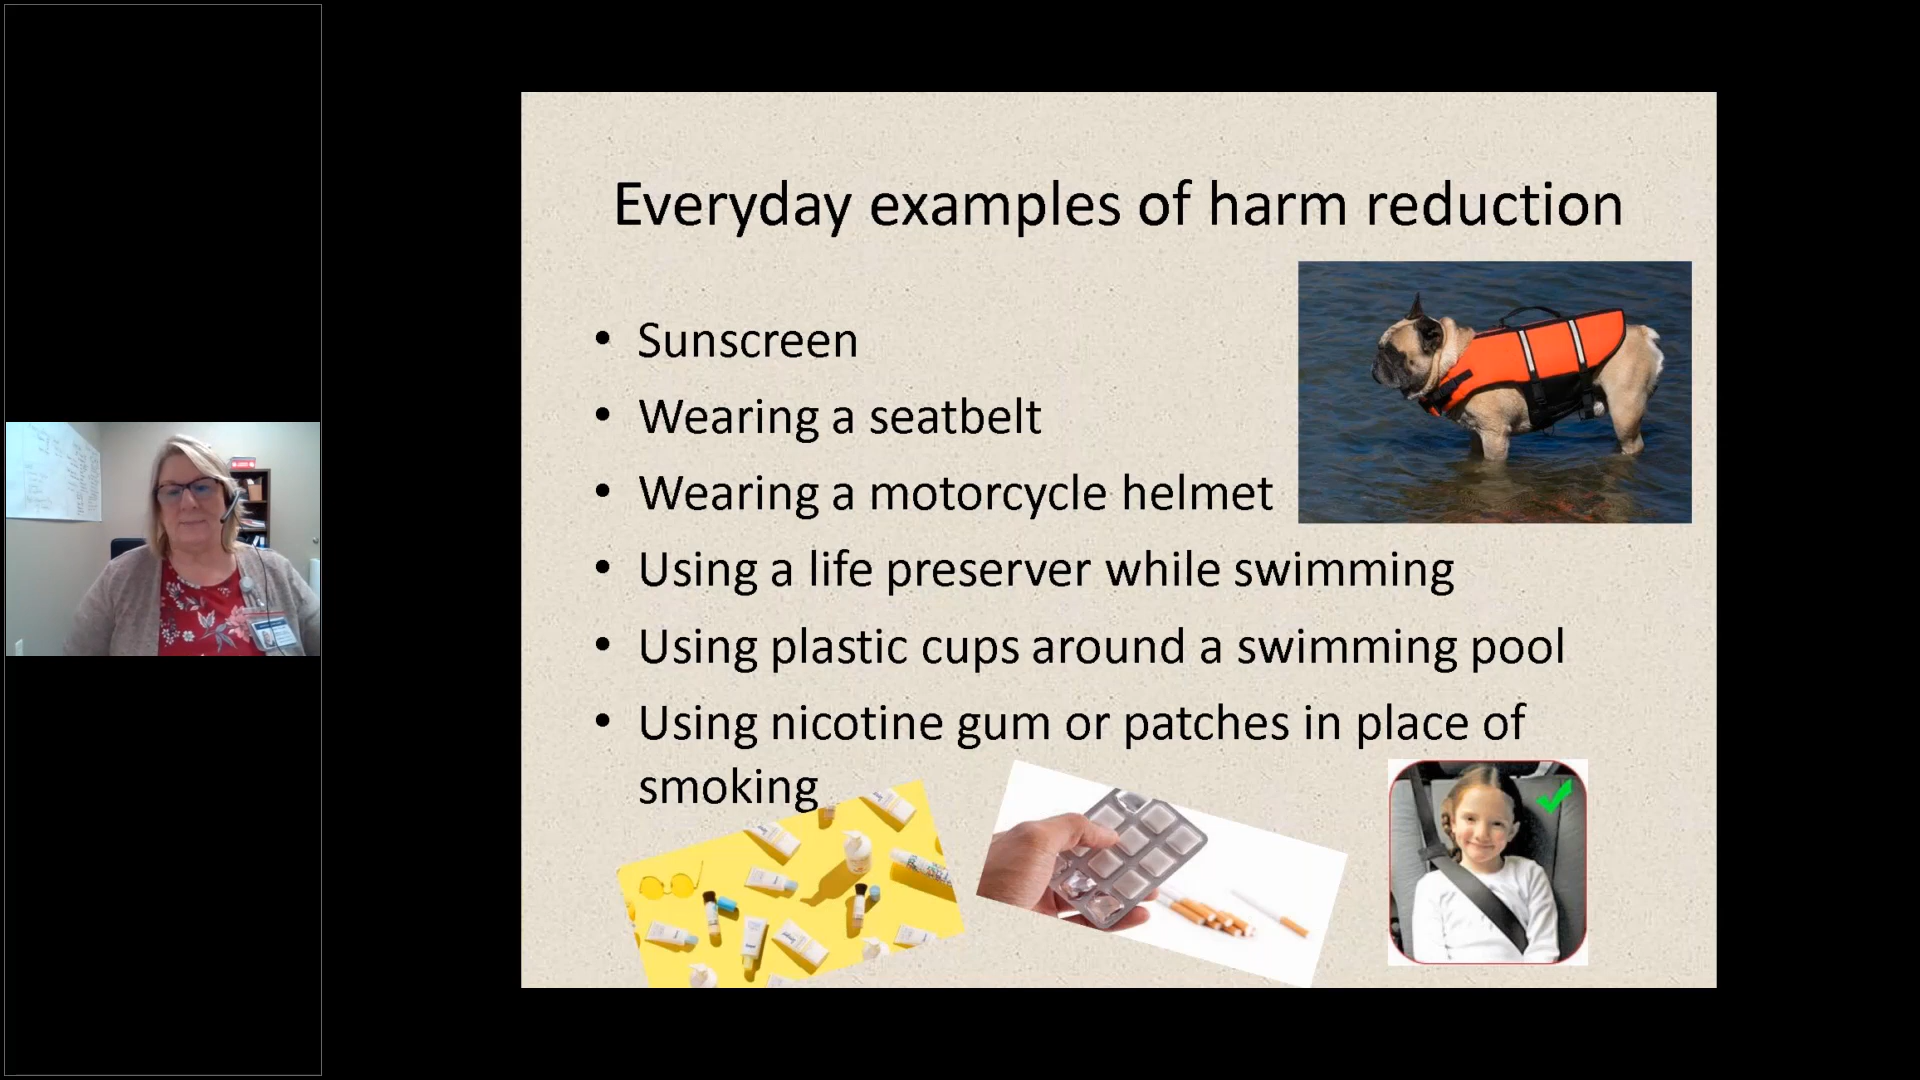 Everyday examples of harm reduction
• Sunscreen
• Wearing a seatbelt
• Wearing a motorcycle helmet
• Using a life preserver while swimming
• Using plastic cups around a swimming pool
• Using nicotine gum or patches in place of
smoking